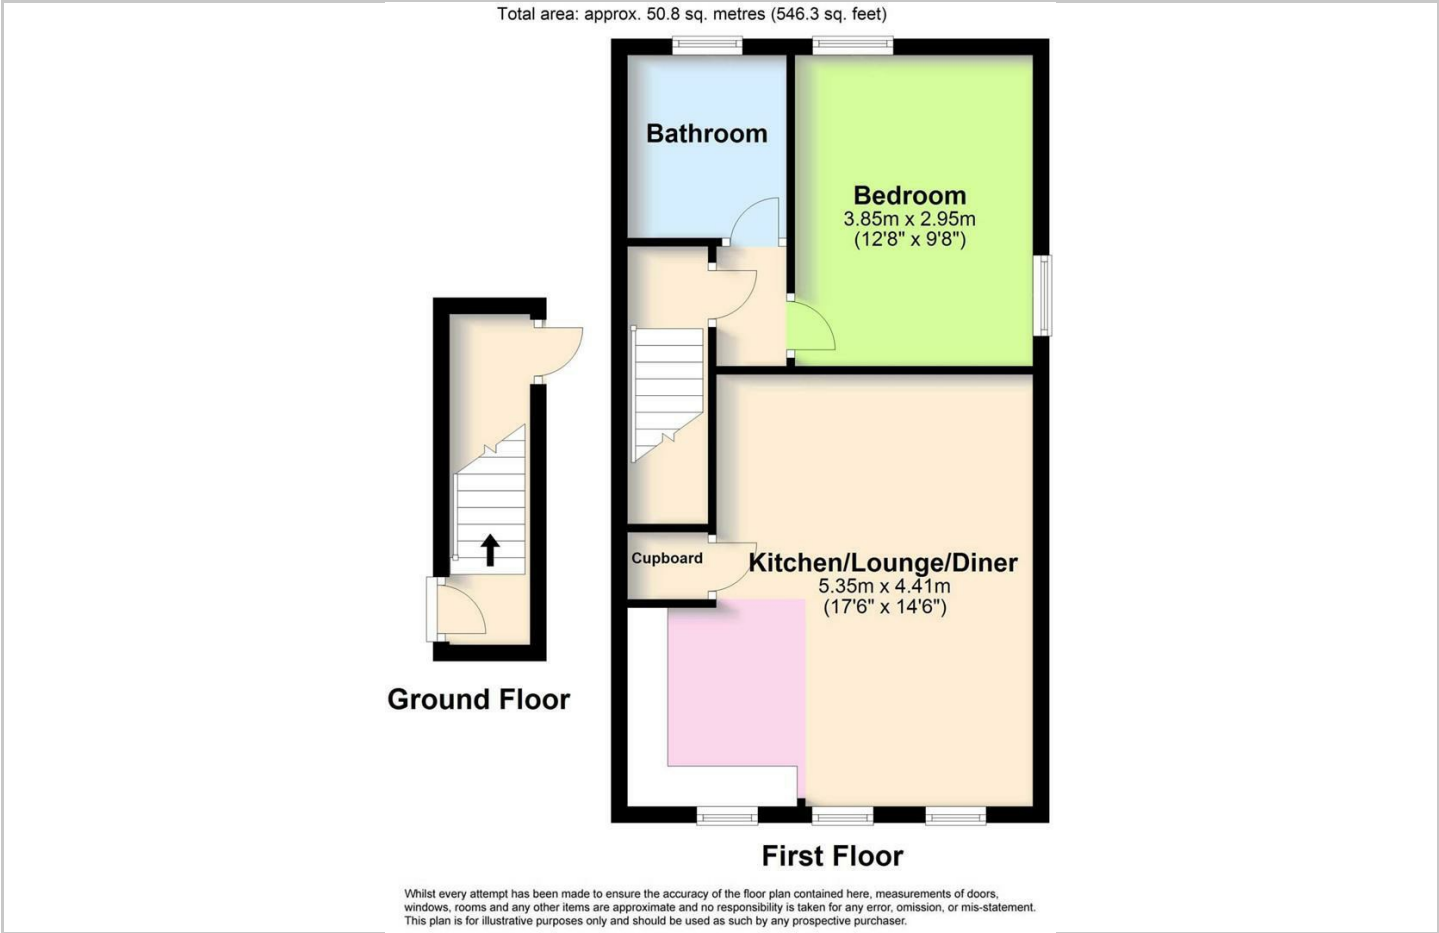 Total area: approx. 50.8 sq. metres (546.3 sq. feet)
Bathroom
Bedroom
3.85m x 2.95m
(12'8" x 9'8")
Cupboard
Kitchen/Lounge/Diner
5.35m x 4.41m
(17'6" x 14'6")
Ground Floor
First Floor
Whilst every attempt has been made to ensure the accuracy of the floor plan contained here, measurements of doors,
windows, rooms and any other items are approximate and no responsibility is taken for any error, omission, or mis-statement.
This plan is for illustrative purposes only and should be used as such by any prospective purchaser.